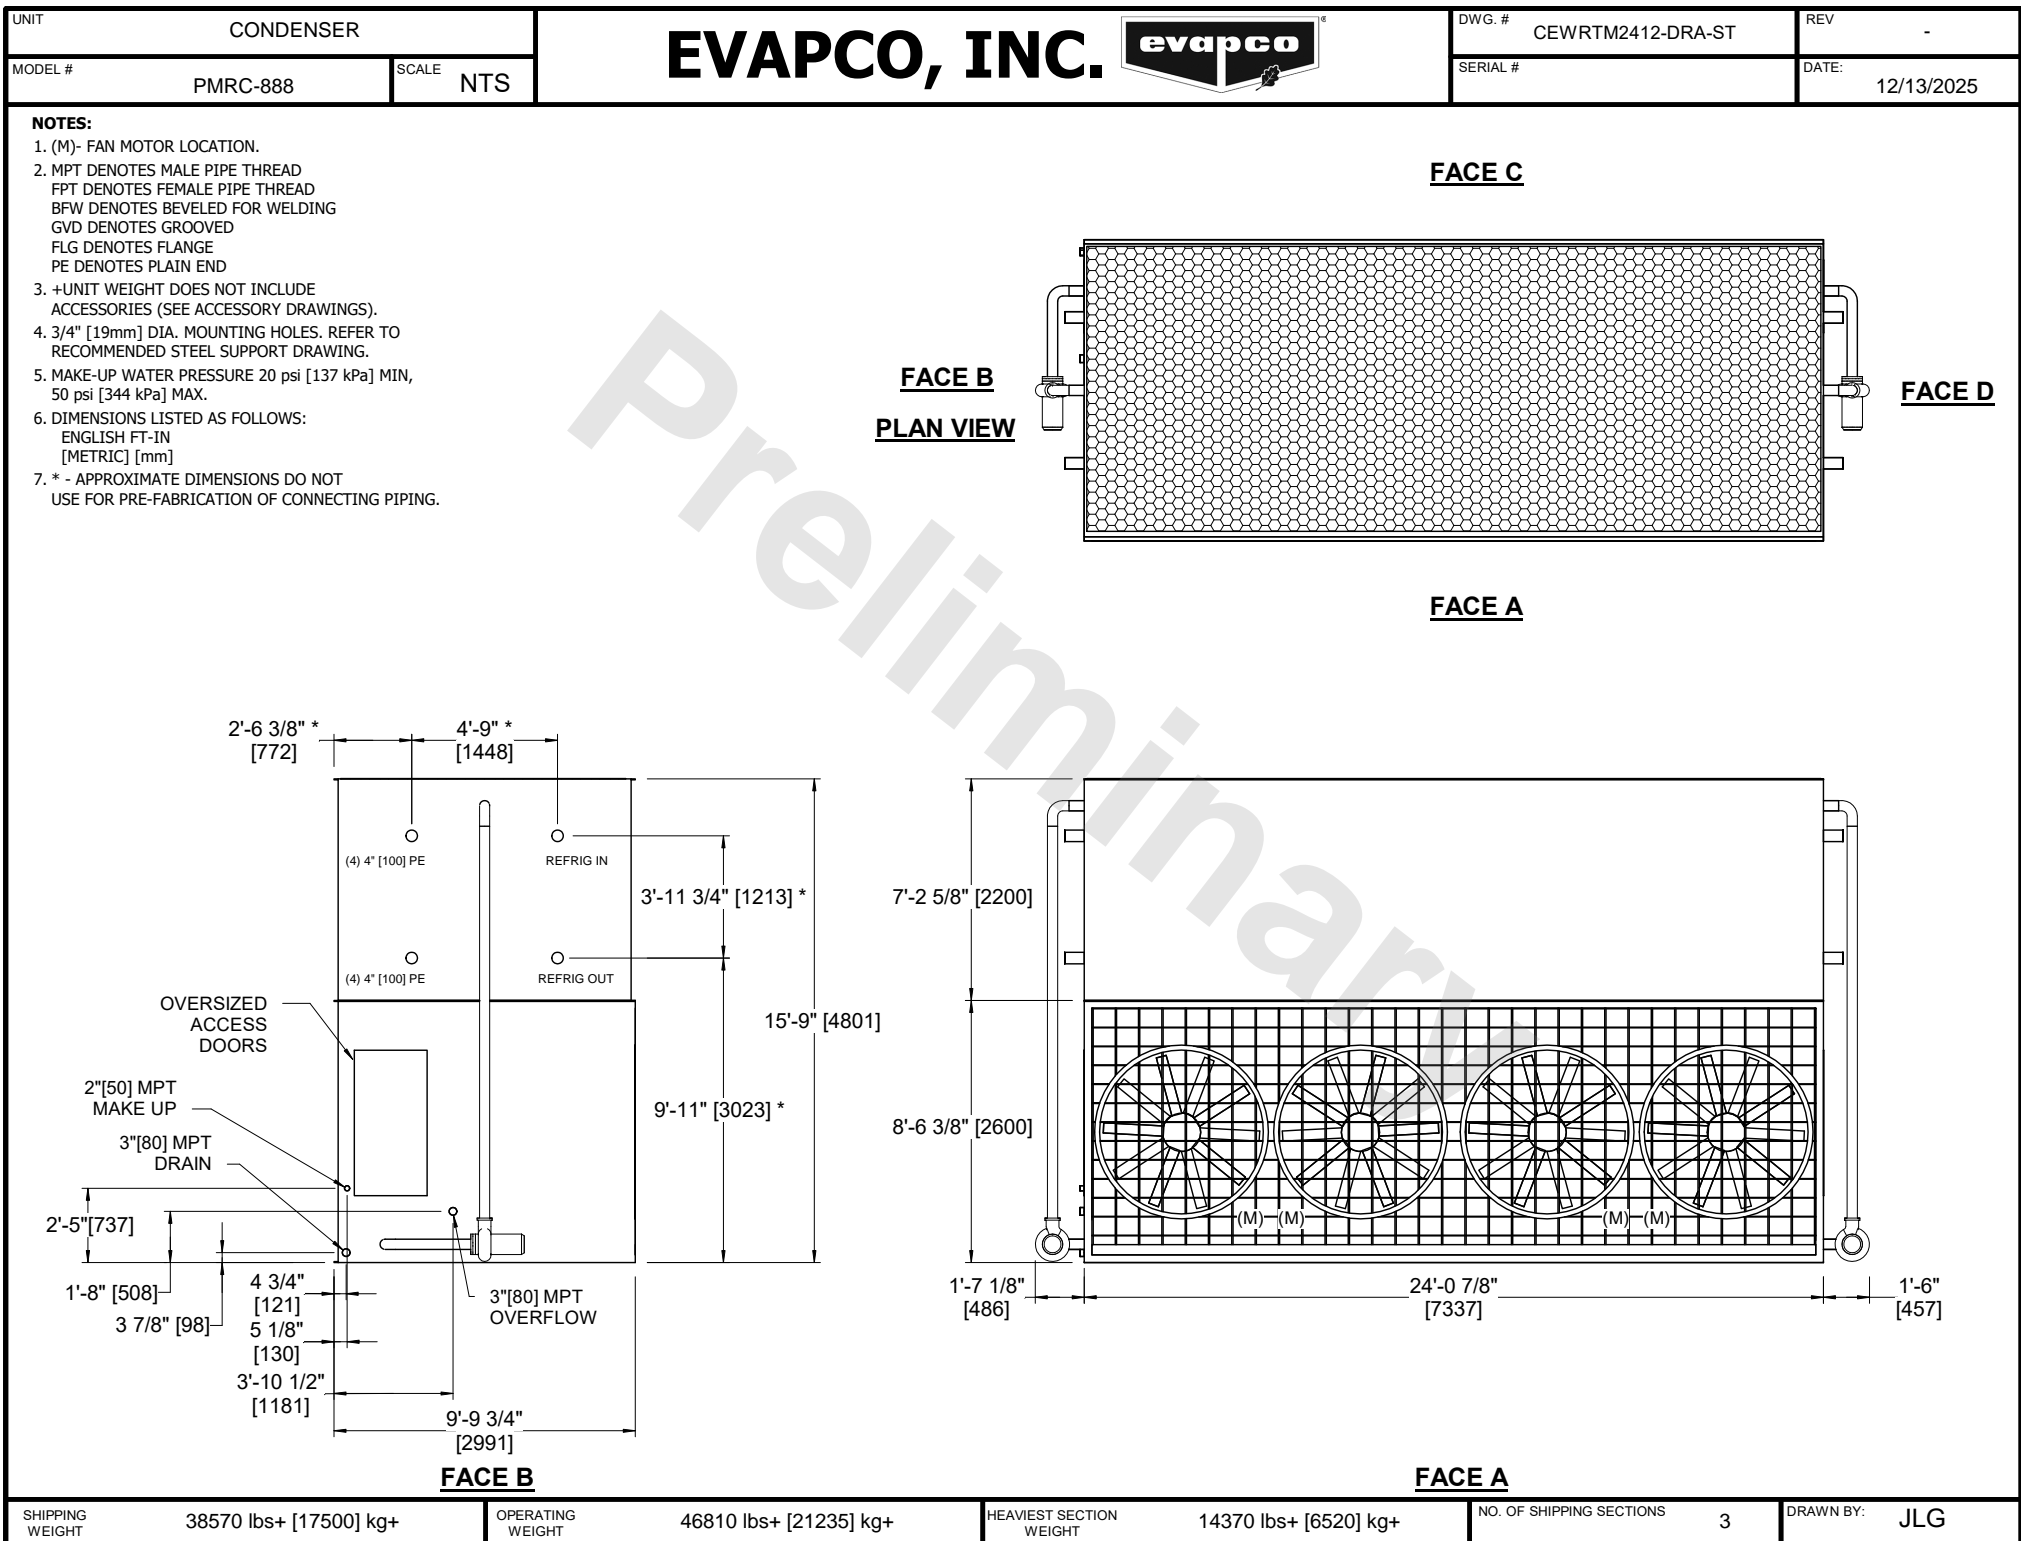 UNIT
CONDENSER
MODEL #
PMRC-888
SCALE
NTS
EVAPCO, INC.
evapco
®
DWG. #
CEWRTM2412-DRA-ST
REV
-
SERIAL #
DATE:
12/13/2025
NOTES:
1. (M)- FAN MOTOR LOCATION.
2. MPT DENOTES MALE PIPE THREAD
FPT DENOTES FEMALE PIPE THREAD
BFW DENOTES BEVELED FOR WELDING
GVD DENOTES GROOVED
FLG DENOTES FLANGE
PE DENOTES PLAIN END
3. +UNIT WEIGHT DOES NOT INCLUDE
ACCESSORIES (SEE ACCESSORY DRAWINGS).
4. 3/4" [19mm] DIA. MOUNTING HOLES. REFER TO
RECOMMENDED STEEL SUPPORT DRAWING.
5. MAKE-UP WATER PRESSURE 20 psi [137 kPa] MIN,
50 psi [344 kPa] MAX.
6. DIMENSIONS LISTED AS FOLLOWS:
ENGLISH FT-IN
[METRIC] [mm]
7. * - APPROXIMATE DIMENSIONS DO NOT
USE FOR PRE-FABRICATION OF CONNECTING PIPING.
FACE C
FACE B
PLAN VIEW
FACE D
FACE A
Preliminary
2'-6 3/8" *
[772]
4'-9" *
[1448]
(4) 4" [100] PE
REFRIG IN
3'-11 3/4" [1213] *
(4) 4" [100] PE
REFRIG OUT
OVERSIZED
ACCESS
DOORS
15'-9" [4801]
2"[50] MPT
MAKE UP
3"[80] MPT
DRAIN
9'-11" [3023] *
2'-5"[737]
1'-8" [508]
3 7/8" [98]
4 3/4"
[121]
5 1/8"
[130]
3"[80] MPT
OVERFLOW
3'-10 1/2"
[1181]
9'-9 3/4"
[2991]
FACE B
7'-2 5/8" [2200]
8'-6 3/8" [2600]
(M) (M) (M) (M)
1'-7 1/8"
[486]
24'-0 7/8"
[7337]
1'-6"
[457]
FACE A
SHIPPING
WEIGHT
38570 lbs+ [17500] kg+
OPERATING
WEIGHT
46810 lbs+ [21235] kg+
HEAVIEST SECTION
WEIGHT
14370 lbs+ [6520] kg+
NO. OF SHIPPING SECTIONS
3
DRAWN BY:
JLG